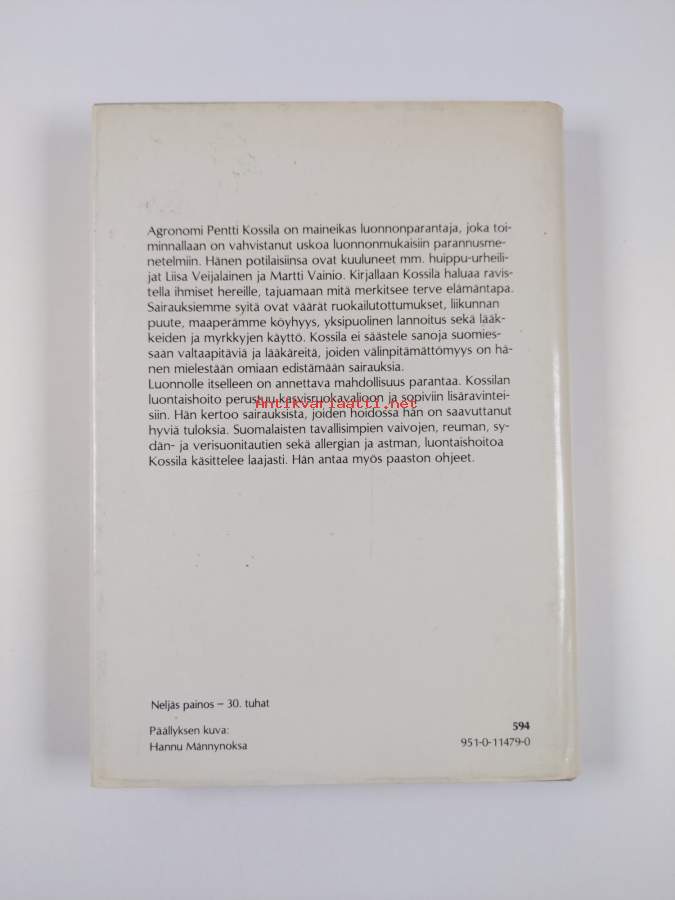 Agronomi Pentti Kossila on maineikas luonnonparantaja, joka toi-
minnallaan on vahvistanut uskoa luonnonmukaisiin parannusme-
netelmiin. Hänen potilaisiinsa ovat kuuluneet mm. huippu-urheili-
jat Liisa Veijalainen ja Martti Vainio. Kirjallaan Kossila haluaa ravis-
tella ihmiset hereille, tajuamaan mitä merkitsee terve elämäntapa.
Sairauksiemme syitä ovat väärät ruokailutottumukset, liikunnan
puute, maaperämme köyhyys, yksipuolinen lannoitus sekä lääk-
keiden ja myrkkyjen käyttö. Kossila ei säästele sanoja suomies-
saan valtaapitäviä ja lääkäreitä, joiden välinpitämättömyys on hä-
nen mielestään omiaan edistämään sairauksia.
Luonnolle itselleen on annettava mahdollisuus parantaa. Kossilan
luontaishoito perustuu kasvisruokavalioon ja sopiviin lisäravintei-
Antikvariaatti.net
siin. Hän kertoo sairauksista, joiden hoidossa hän on saavuttanut
hyviä tuloksia. Suomalaisten tavallisimpien vaivojen, reuman, sy-
dän- ja verisuonitautien sekä allergian ja astman, luontaishoitoa
Kossila käsittelee laajasti. Hän antaa myös paaston ohjeet.
Neljäs painos – 30. tuhat
Päällyksen kuva:
Hannu Männynoksa
594
951-0-11479-0